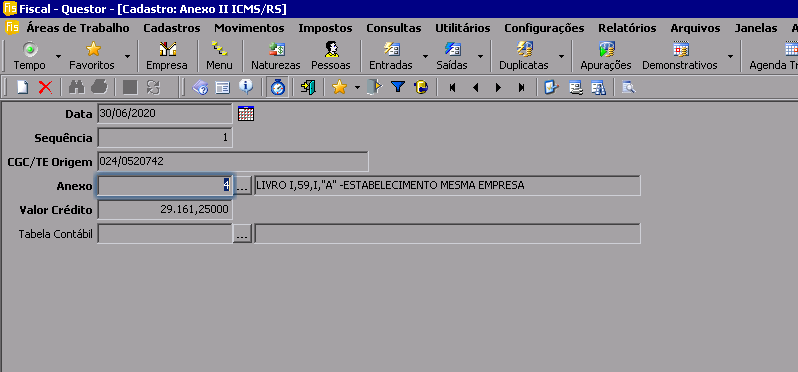 Fis Fiscal - Questor - [Cadastro: Anexo II ICMS/RS]
Fis Áreas de Trabalho Cadastros Movimentos Impostos Consultas Utilitários Configurações Relatórios Arquivos Janelas A
Tempo Favoritos Empresa Menu Naturezas Pessoas Entradas Saídas Duplicatas Apurações Demonstrativos Agenda Tr
Data 30/06/2020
Sequência 1
CGC/TE Origem 024/0520742
Anexo 4 ... LIVRO I,59,I,"A" -ESTABELECIMENTO MESMA EMPRESA
Valor Crédito 29.161,25000
Tabela Contábil ...